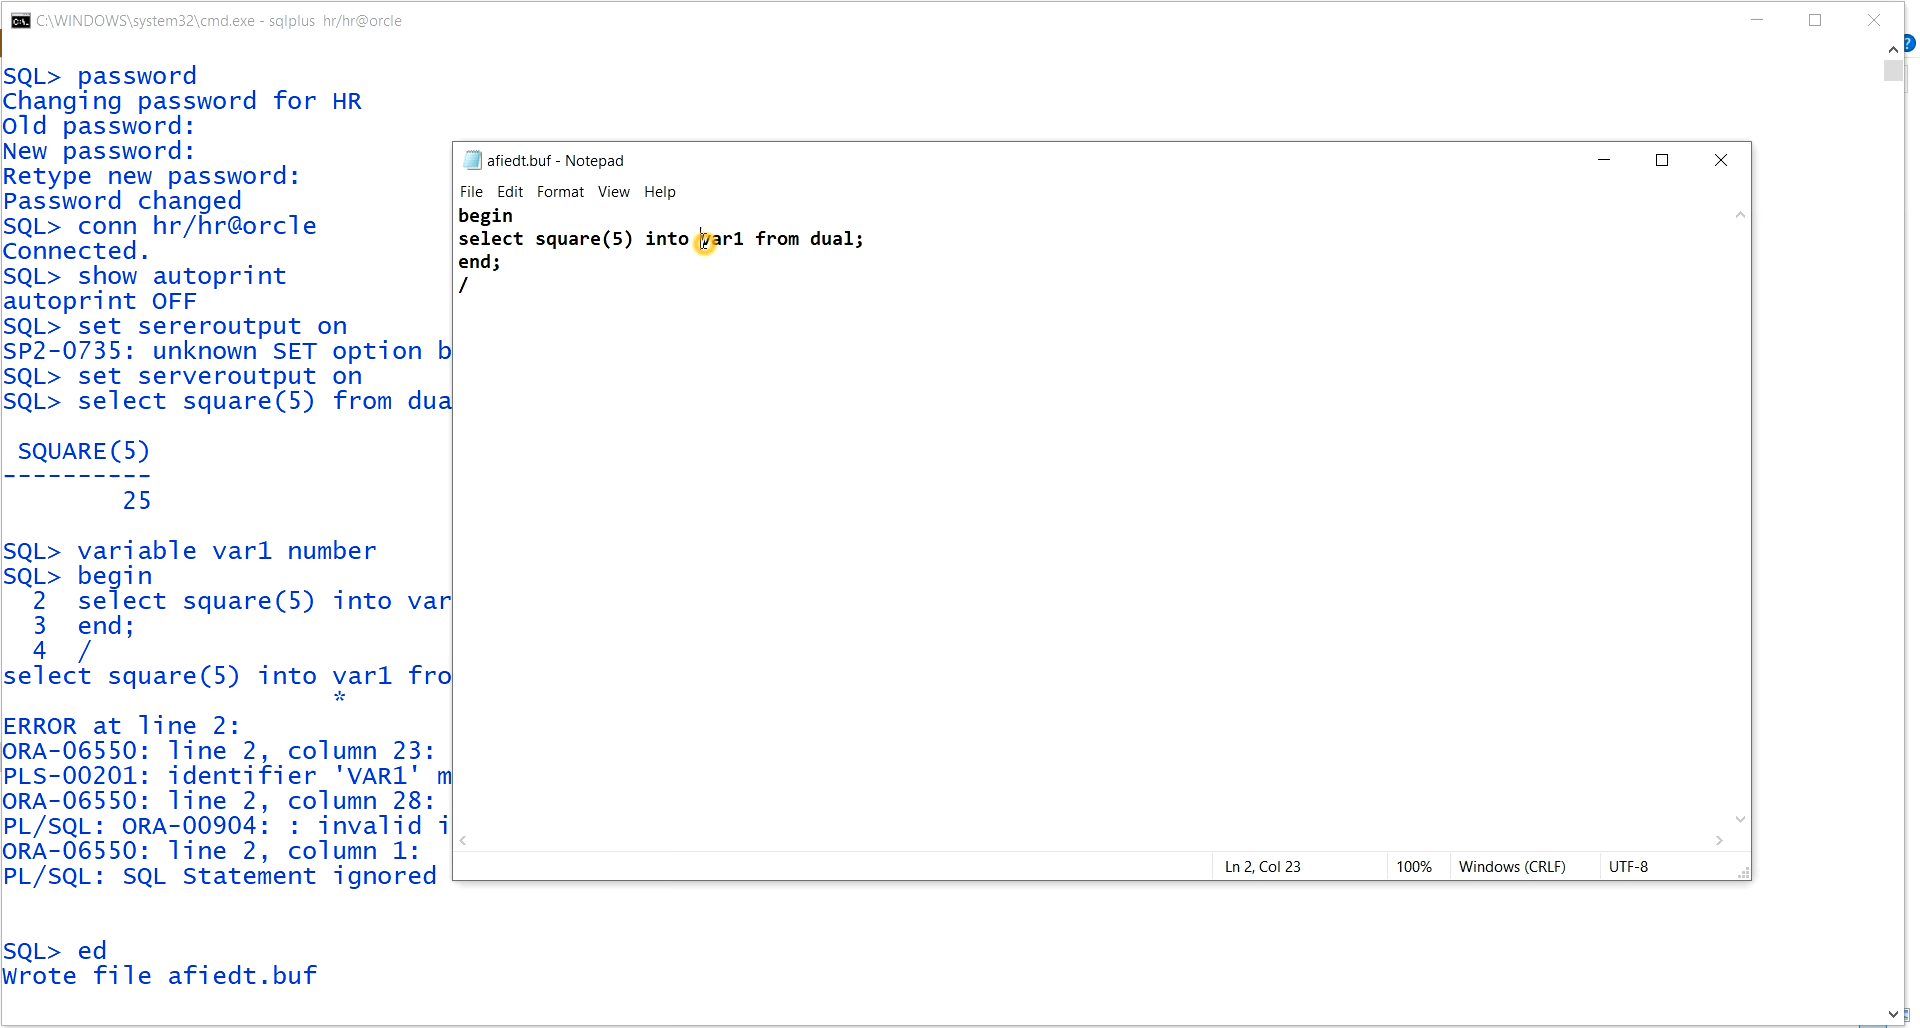 C:\WINDOWS\system32\cmd.exe - sqlplus hr/hr@orcle
SQL> password
Changing password for HR
Old password:
New password:
Retype new password:
Password changed
SQL> conn hr/hr@orcle
Connected.
SQL> show autoprint
autoprint OFF
SQL> set sereroutput on
SP2-0735: unknown SET option b
SQL> set serveroutput on
SQL> select square(5) from dua
SQUARE(5)
----------
25
SQL> variable var1 number
SQL> begin
2 select square(5) into var
3 end;
4 /
select square(5) into var1 fro
*
ERROR at line 2:
ORA-06550: line 2, column 23:
PLS-00201: identifier 'VAR1' m
ORA-06550: line 2, column 28:
PL/SQL: ORA-00904: : invalid i
ORA-06550: line 2, column 1:
PL/SQL: SQL Statement ignored
SQL> ed
Wrote file afiedt.buf
afiedt.buf - Notepad
File Edit Format View Help
begin
select square(5) into var1 from dual;
end;
/
Ln 2, Col 23 100% Windows (CRLF) UTF-8